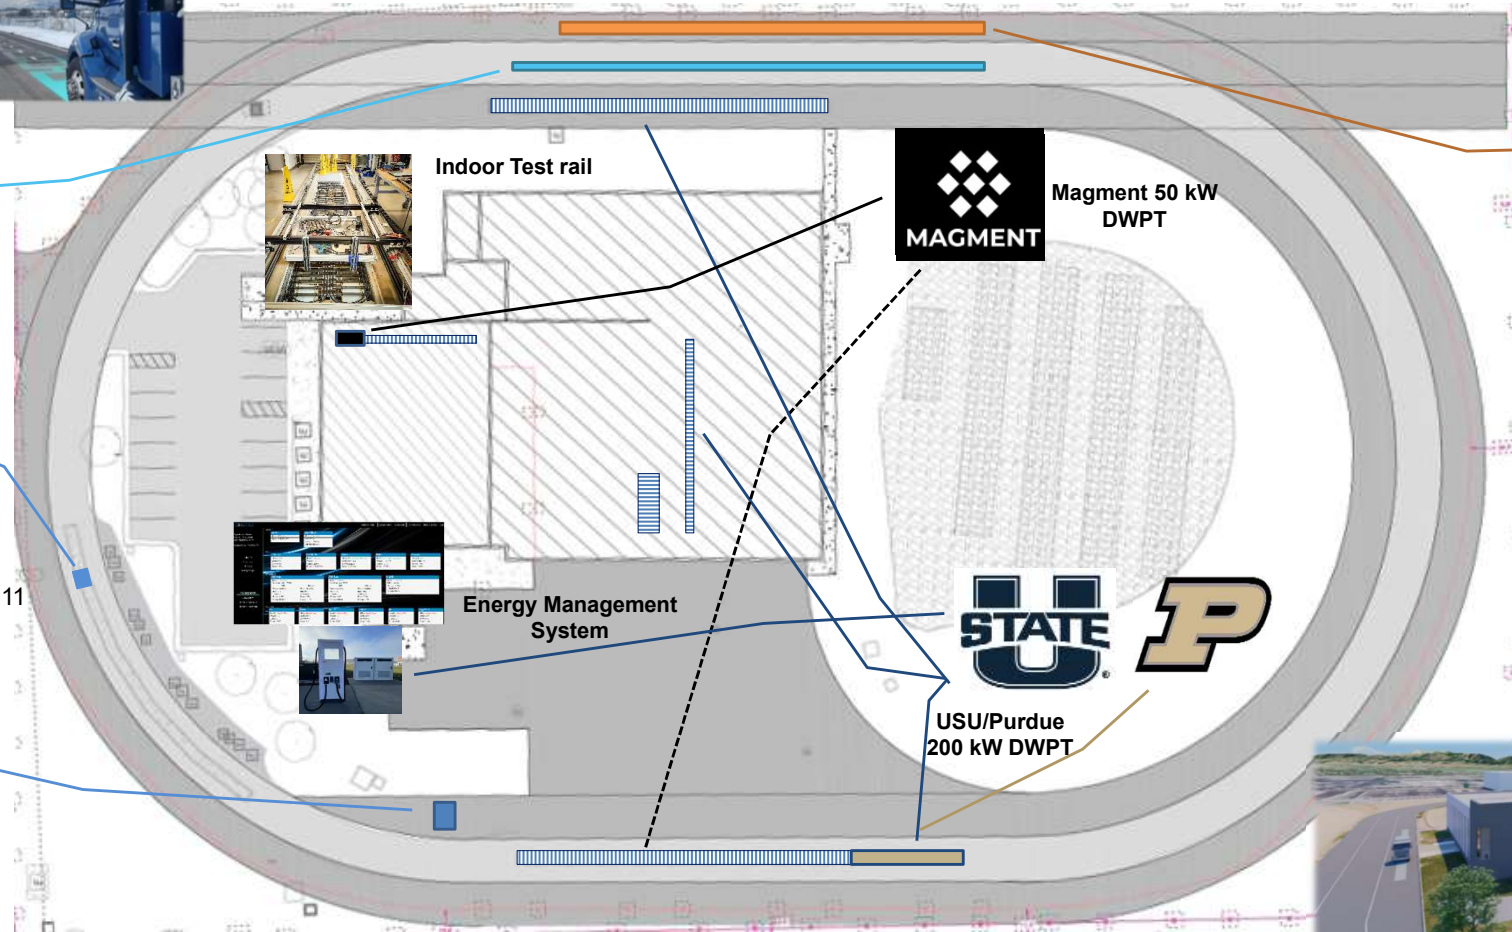 Indoor Test rail
MAGMENT
Magment 50 kW
DWPT
11
Energy Management
System
U
STATE
P
USU/Purdue
200 kW DWPT